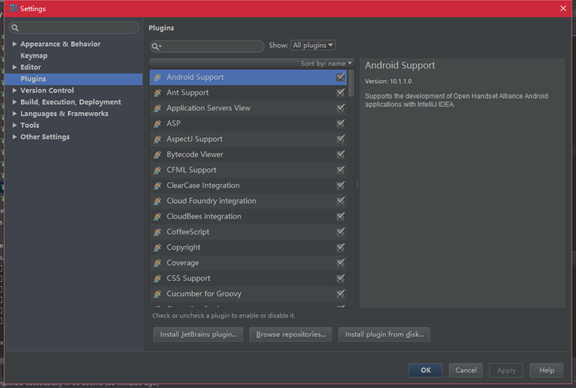 Settings
Plugins
Appearance & Behavior
Keymap
Editor
Plugins
Version Control
Build, Execution, Deployment
Languages & Frameworks
Tools
Other Settings
Show: All plugins
Sort by: name
Android Support
Ant Support
Application Servers View
ASP
AspectJ Support
Bytecode Viewer
CFML Support
ClearCase Integration
Cloud Foundry integration
CloudBees integration
CoffeeScript
Copyright
Coverage
CSS Support
Cucumber for Groovy
Check or uncheck a plugin to enable or disable it.
Install JetBrains plugin...
Browse repositories...
Install plugin from disk...
Android Support
Version: 10.1.1.0
Supports the development of Open Handset Alliance Android
applications with IntelliJ IDEA.
OK
Cancel
Apply
Help